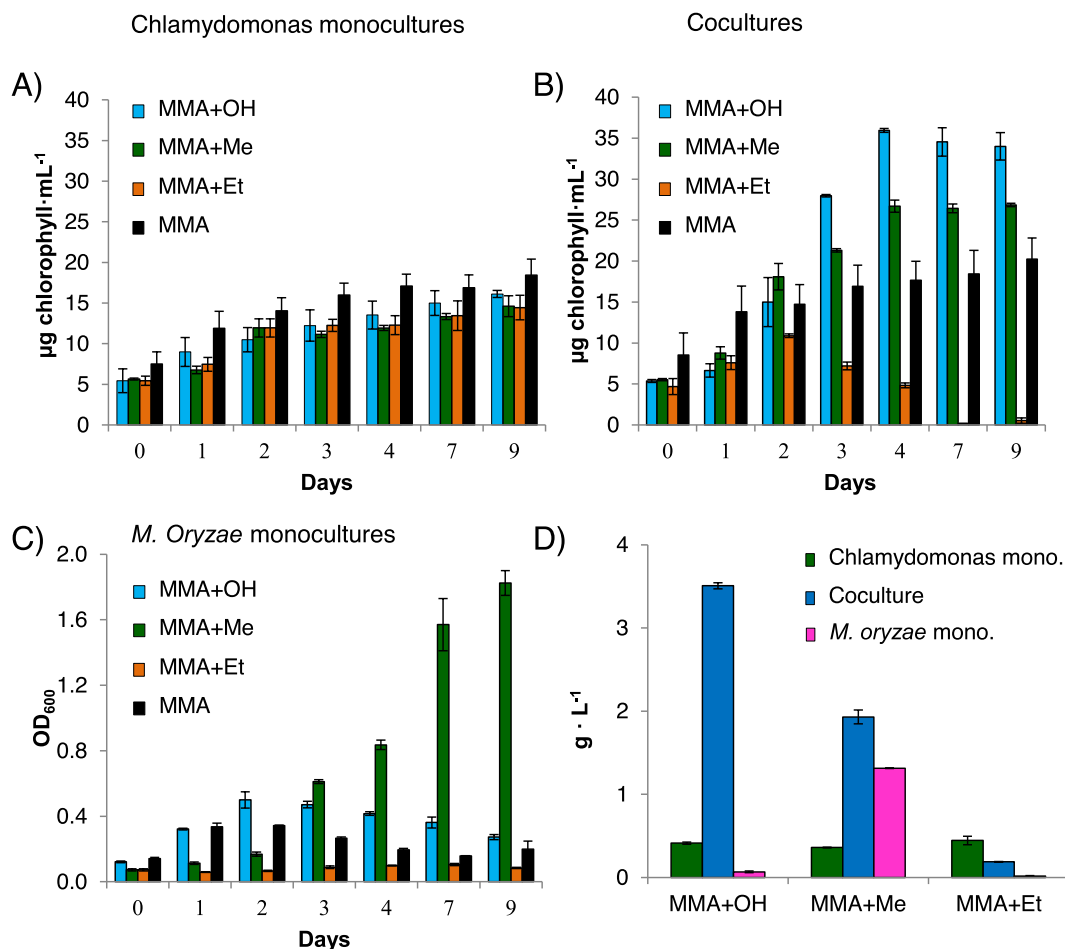 Chlamydomonas monocultures
Cocultures
A)
40
35
30
25
20
15
10
5
0
µg chlorophyll·mL-1
MMA+OH
MMA+Me
MMA+Et
MMA
0 1 2 3 4 7 9
Days
B)
40
35
30
25
20
15
10
5
0
µg chlorophyll·mL-1
MMA+OH
MMA+Me
MMA+Et
MMA
0 1 2 3 4 7 9
Days
C)
M. Oryzae monocultures
2.0
1.6
1.2
0.8
0.4
0.0
OD600
MMA+OH
MMA+Me
MMA+Et
MMA
0 1 2 3 4 7 9
Days
D)
4
3
2
1
0
g · L-1
Chlamydomonas mono.
Coculture
M. oryzae mono.
MMA+OH MMA+Me MMA+Et